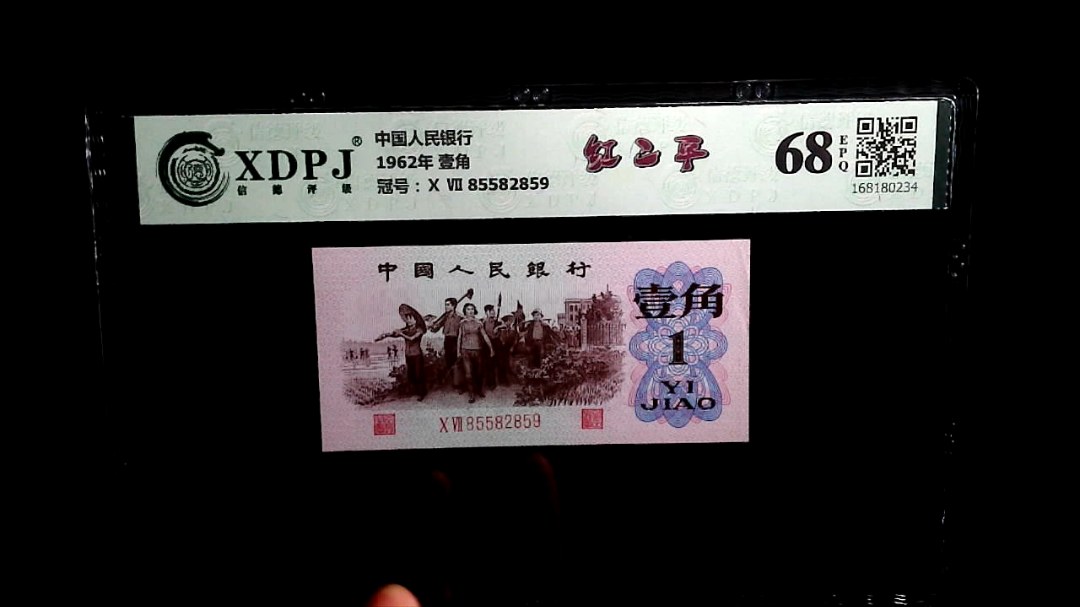 XDPJ®
信德评级
中国人民银行
1962年 壹角
冠号：X Ⅶ 85582859
红二平
68
EPQ
168180234
中國人民銀行
壹角
1
YI
JIAO
X Ⅶ 85582859